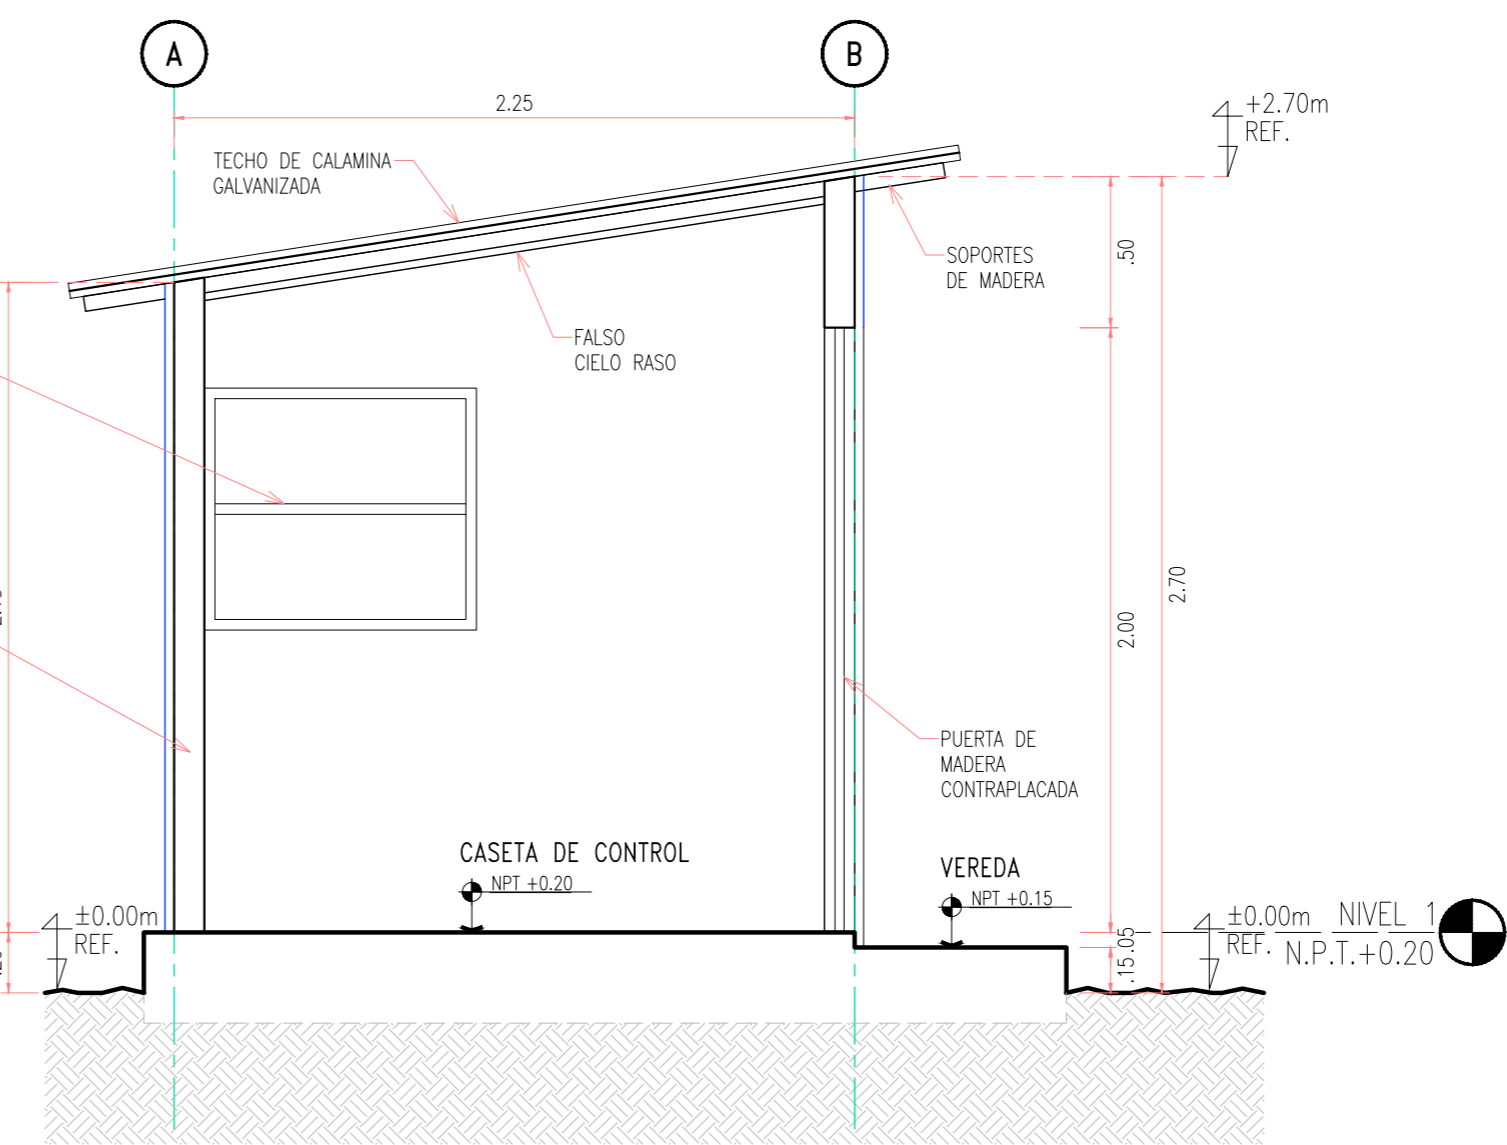 A
B
2.25
+2.70m
REF.
TECHO DE CALAMINA
GALVANIZADA
.50
SOPORTES
DE MADERA
FALSO
CIELO RASO
2.70
2.00
PUERTA DE
MADERA
CONTRAPLACADA
CASETA DE CONTROL
NPT +0.20
VEREDA
NPT +0.15
±0.00m
REF.
.15
.05
±0.00m
REF.
NIVEL 1
N.P.T.+0.20